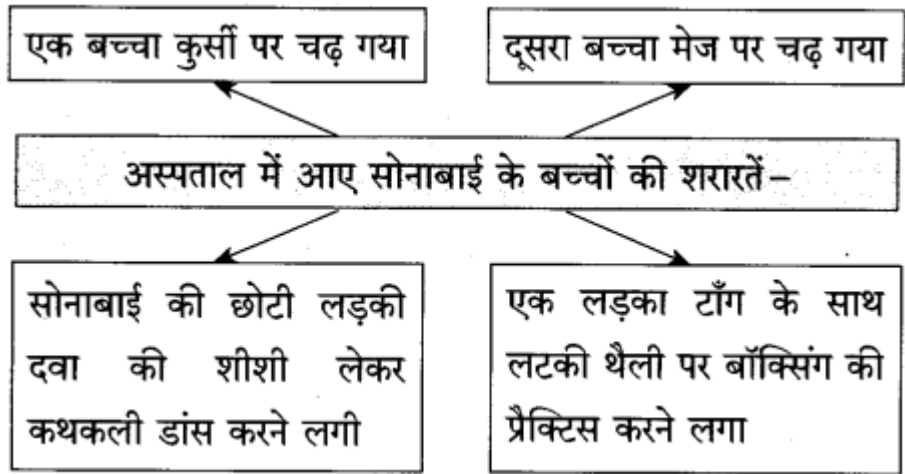 एक बच्चा कुर्सी पर चढ़ गया
दूसरा बच्चा मेज पर चढ़ गया
अस्पताल में आए सोनाबाई के बच्चों की शरारतें–
सोनाबाई की छोटी लड़की
दवा की शीशी लेकर
कथकली डांस करने लगी
एक लड़का टाँग के साथ
लटकी थैली पर बॉक्सिंग की
प्रैक्टिस करने लगा